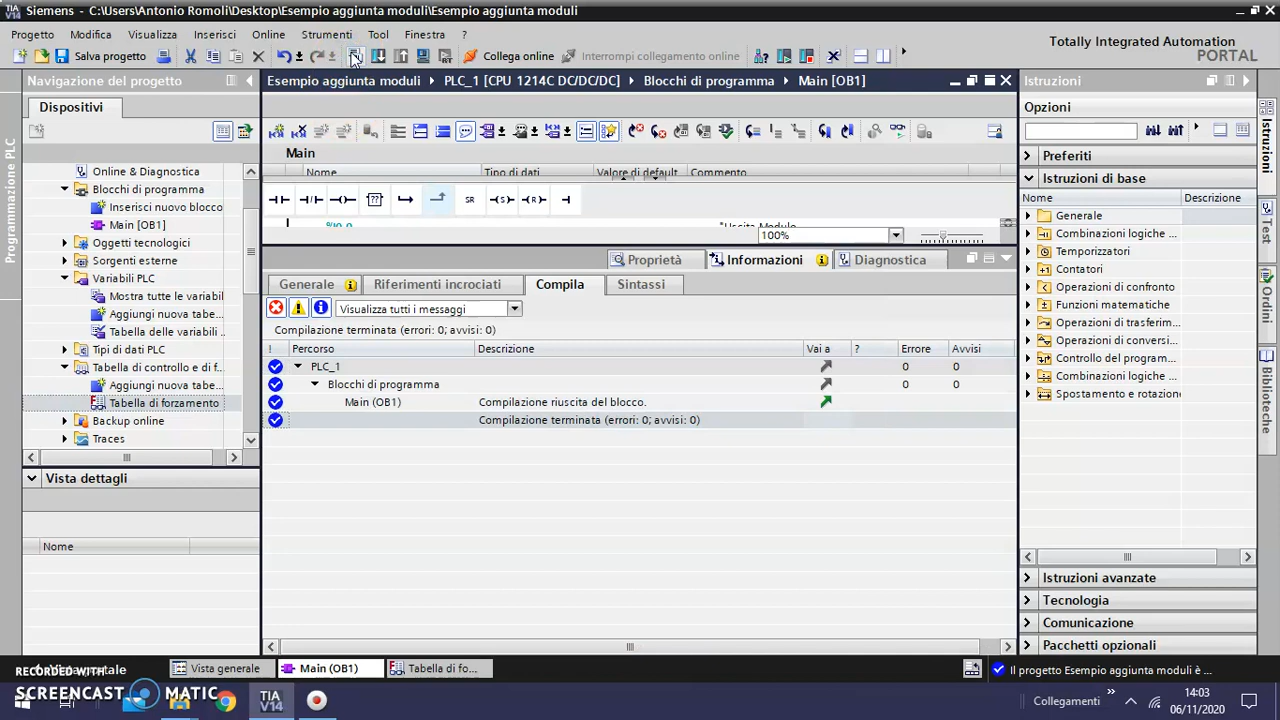 Siemens - C:\Users\Antonio Romoli\Desktop\Esempio aggiunta moduli\Esempio aggiunta moduli
TIA
V14
Progetto Modifica Visualizza Inserisci Online Strumenti Tool Finestra ?
Totally Integrated Automation
PORTAL
Salva progetto
Collega online
Interrompi collegamento online
Navigazione del progetto
Esempio aggiunta moduli PLC_1 [CPU 1214C DC/DC/DC] Blocchi di programma Main [OB1]
Istruzioni
Dispositivi
Opzioni
Programmazione PLC
Online & Diagnostica
Blocchi di programma
Inserisci nuovo blocco
Main [OB1]
Oggetti tecnologici
Sorgenti esterne
Variabili PLC
Mostra tutte le variabil
Aggiungi nuova tabe...
Tabella delle variabili ...
Tipi di dati PLC
Tabella di controllo e di f...
Aggiungi nuova tabe...
Tabella di forzamento
Backup online
Traces
Vista dettagli
Nome
Main
Nome Tipo di dati Valore di default Commento
SR S R
%I0.0
"Uscita Modulo
100%
Proprietà Informazioni Diagnostica
Generale Riferimenti incrociati Compila Sintassi
Visualizza tutti i messaggi
Compilazione terminata (errori: 0; avvisi: 0)
! Percorso Descrizione Vai a ? Errore Avvisi
PLC_1 0 0
Blocchi di programma 0 0
Main (OB1) Compilazione riuscita del blocco.
Compilazione terminata (errori: 0; avvisi: 0)
Preferiti
Istruzioni di base
Nome Descrizione
Generale
Combinazioni logiche ...
Temporizzatori
Contatori
Operazioni di confronto
Funzioni matematiche
Operazioni di trasferim...
Operazioni di conversi...
Controllo del program...
Combinazioni logiche ...
Spostamento e rotazione
Istruzioni avanzate
Tecnologia
Comunicazione
Pacchetti opzionali
Istruzioni
Test
Ordini
Biblioteche
Vista generale Main (OB1) Tabella di fo...
Il progetto Esempio aggiunta moduli è ...
RECORDED WITH
SCREENCAST MATIC
TIA
V14
Collegamenti
14:03
06/11/2020